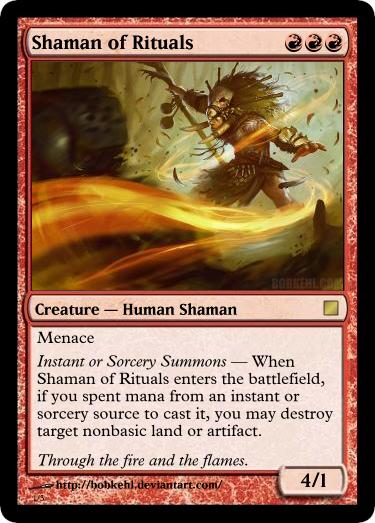 Shaman of Rituals
BOBKEHL.COM
Creature — Human Shaman
Menace
Instant or Sorcery Summons — When
Shaman of Rituals enters the battlefield,
if you spent mana from an instant or
sorcery source to cast it, you may destroy
target nonbasic land or artifact.
Through the fire and the flames.
http://bobkehl.deviantart.com/
4/1